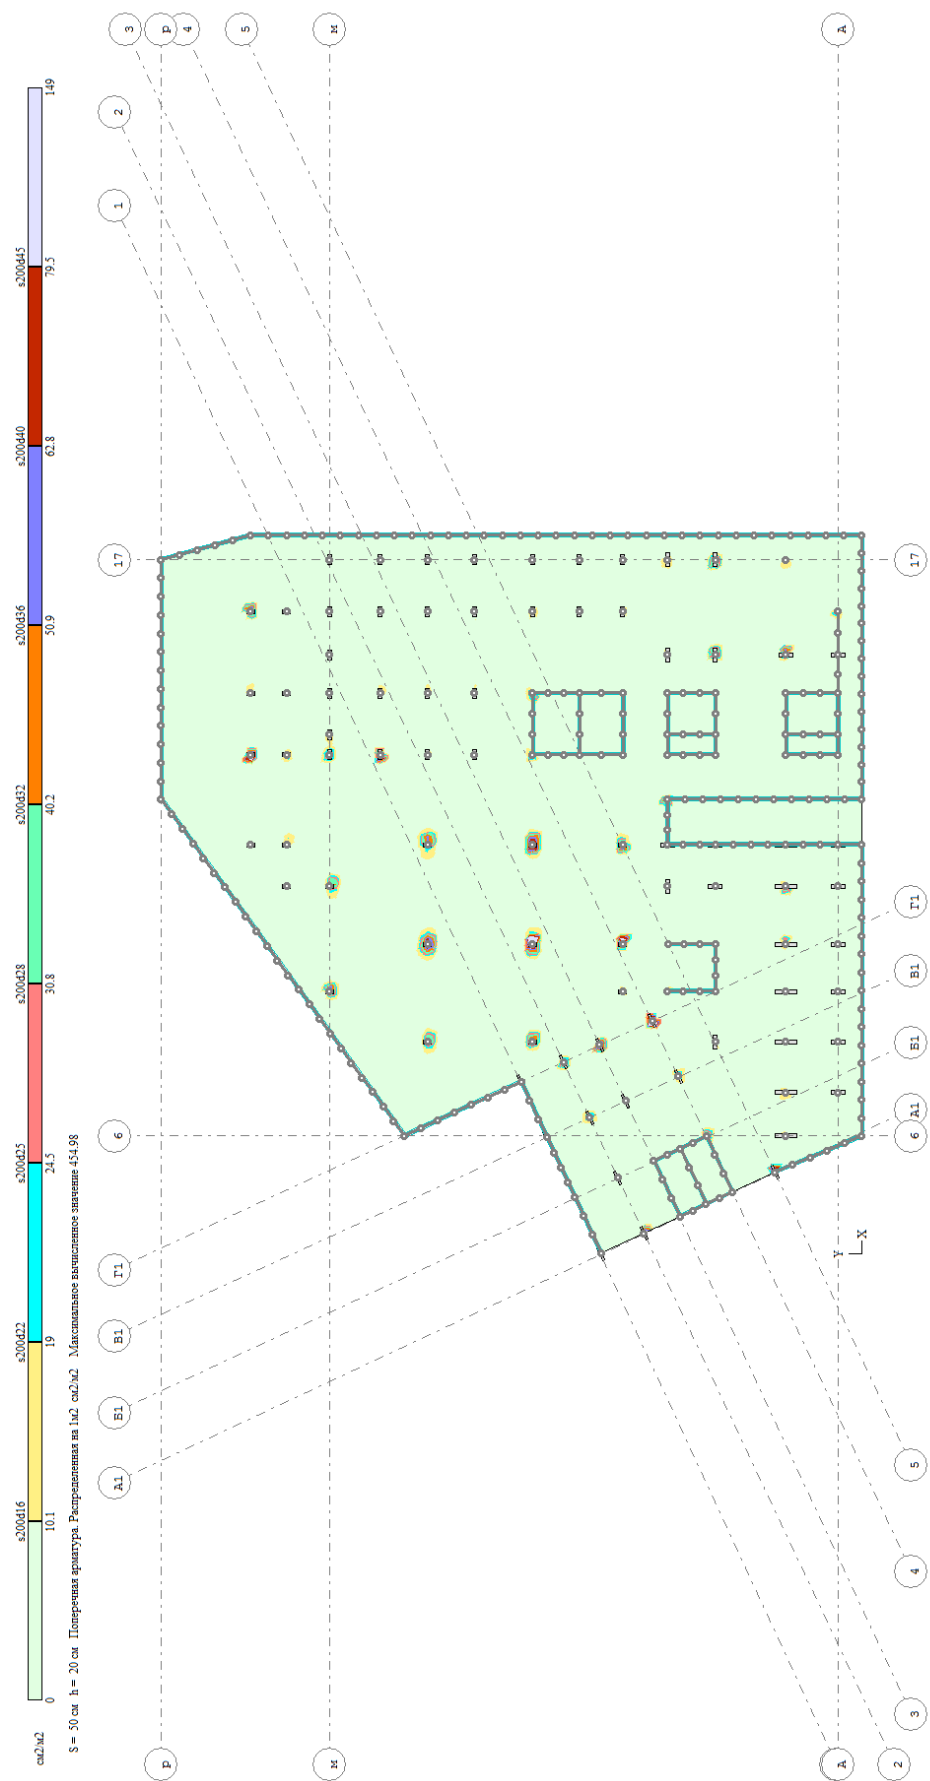 см2/м2
s200d16 s200d22 s200d25 s200d28 s200d32 s200d36 s200d40 s200d45
0 10.1 19 24.5 30.8 40.2 50.9 62.8 79.5 149
S = 50 см h = 20 см Поперечная арматура. Распределенная на 1м2 см2/м2 Максимальное вычисленное значение 454.98
А1 Б1 В1 Г1 6 17 1 2
3 р 4 5 м А
р м А
17 Г1 В1 Б1 А1 6
5 4 3 2
Y
X